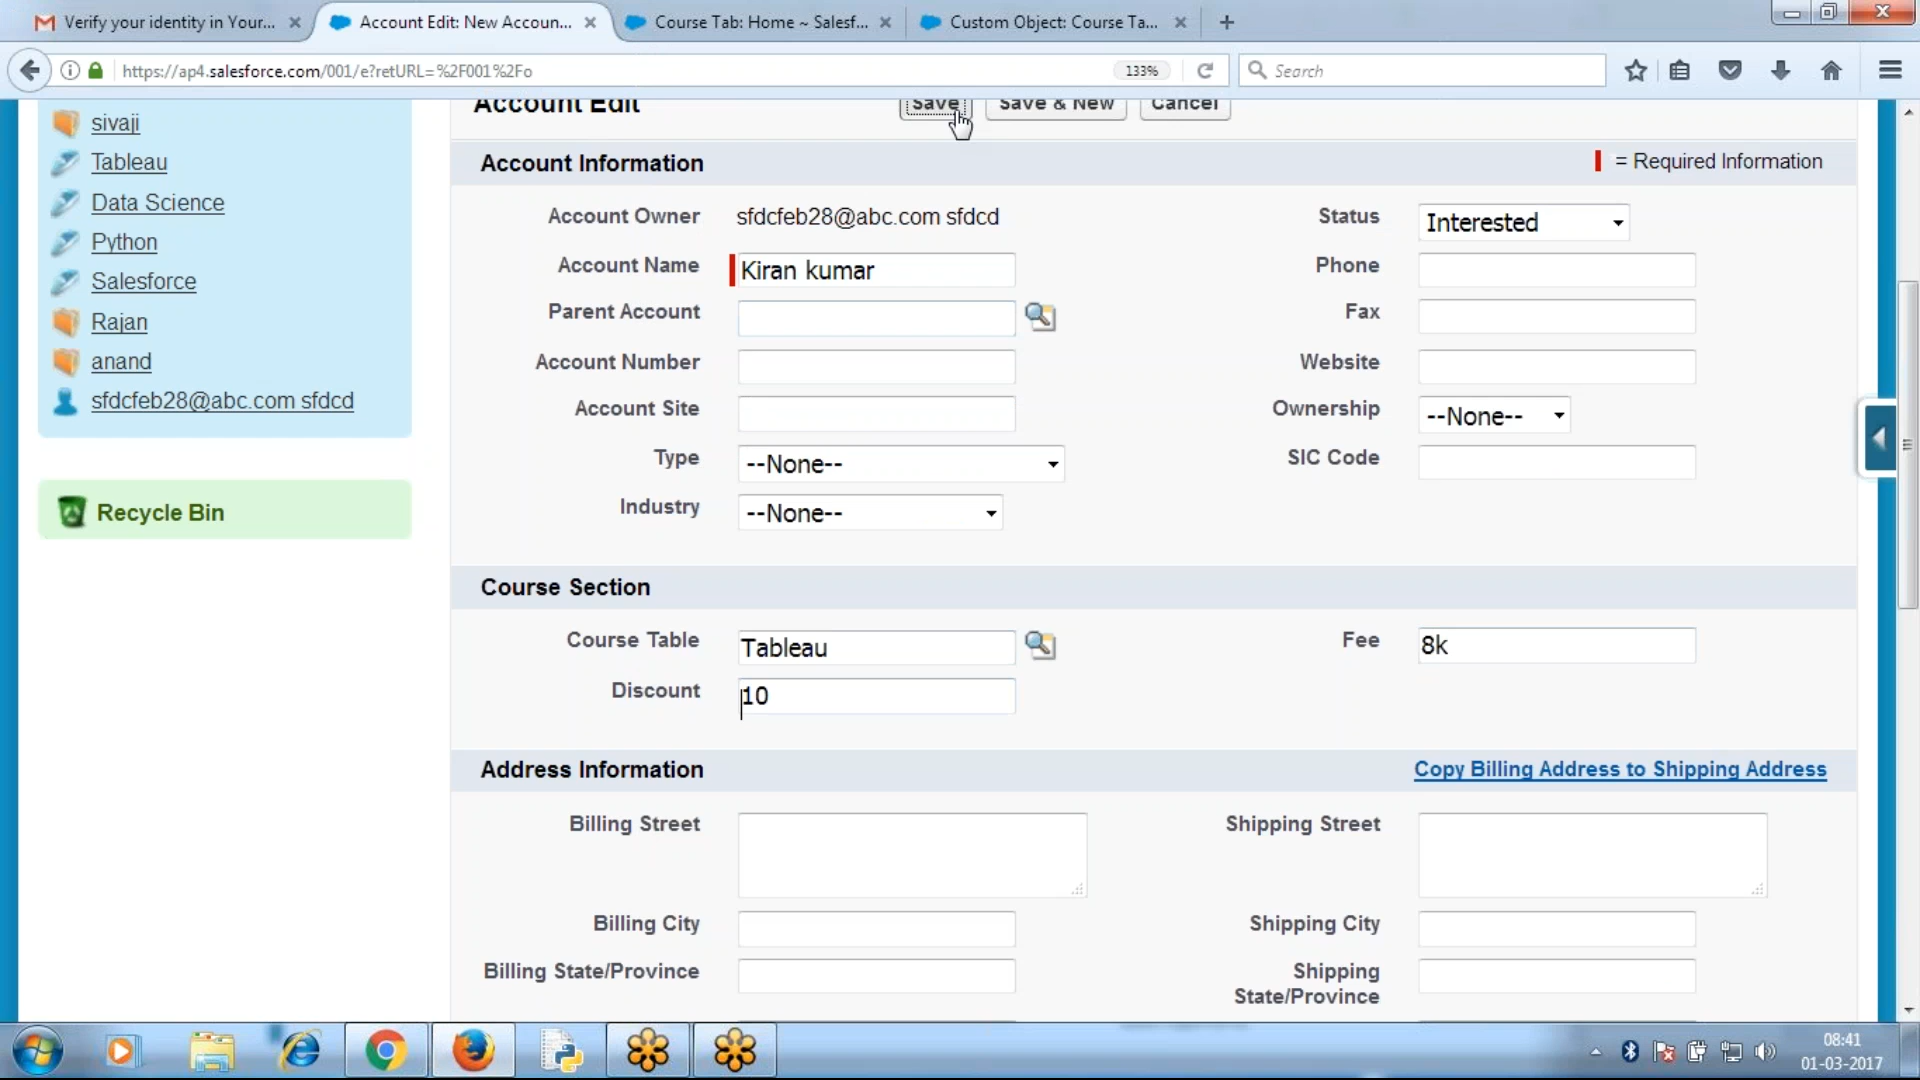 Verify your identity in Your...
Account Edit: New Accoun...
Course Tab: Home ~ Salesf...
Custom Object: Course Ta...
https://ap4.salesforce.com/001/e?retURL=%2F001%2Fo
133%
Search
Account Edit
Save
Save & New
Cancel
sivaji
Tableau
Data Science
Python
Salesforce
Rajan
anand
sfdcfeb28@abc.com sfdcd
Recycle Bin
Account Information
= Required Information
Account Owner sfdcfeb28@abc.com sfdcd
Status Interested
Account Name Kiran kumar
Phone
Parent Account
Fax
Account Number
Website
Account Site
Ownership --None--
Type --None--
SIC Code
Industry --None--
Course Section
Course Table Tableau
Fee 8k
Discount 10
Address Information
Copy Billing Address to Shipping Address
Billing Street
Shipping Street
Billing City
Shipping City
Billing State/Province
Shipping
State/Province
08:41
01-03-2017